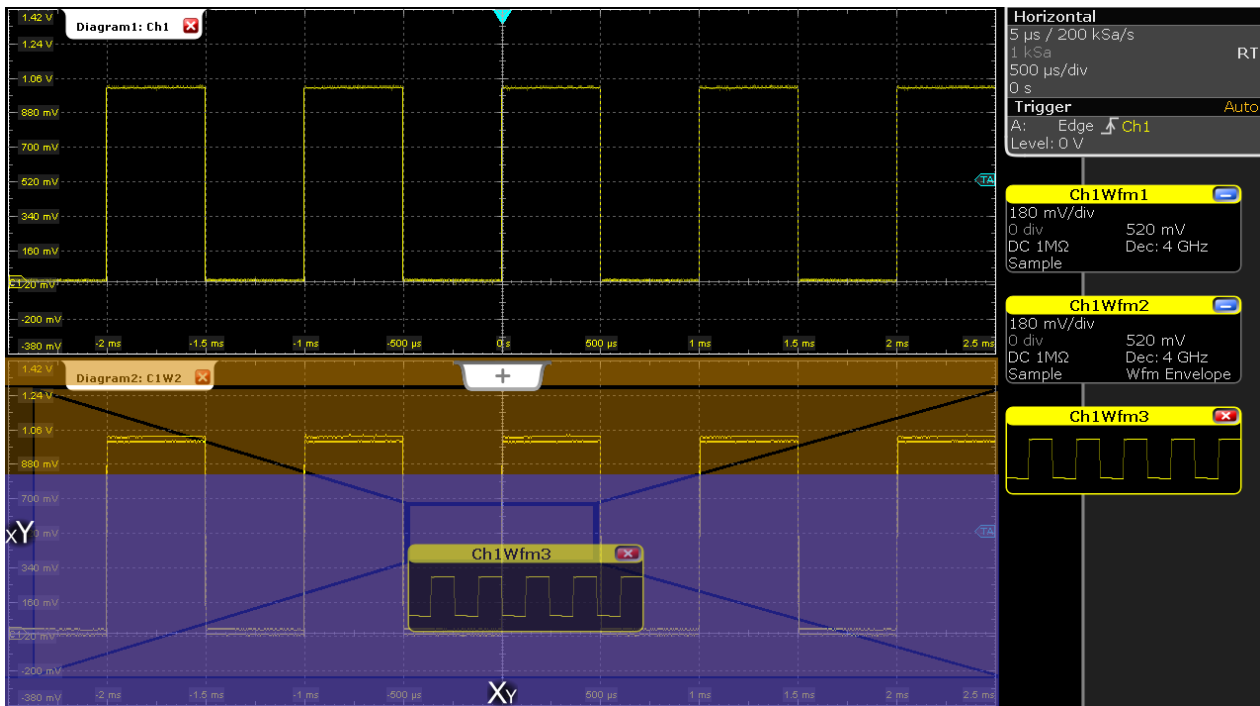 1.42 V
Diagram1: Ch1
1.24 V
1.06 V
880 mV
700 mV
520 mV
TA
340 mV
160 mV
C1
-20 mV
-200 mV
-380 mV
-2 ms
-1.5 ms
-1 ms
-500 µs
0 s
500 µs
1 ms
1.5 ms
2 ms
2.5 ms
1.42 V
Diagram2: C1W2
+
1.24 V
1.06 V
880 mV
700 mV
XY
TA
340 mV
Ch1Wfm3
160 mV
-20 mV
-200 mV
-380 mV
-2 ms
-1.5 ms
-1 ms
-500 µs
XY
500 µs
1 ms
1.5 ms
2 ms
2.5 ms
Horizontal
5 µs / 200 kSa/s
1 kSa RT
500 µs/div
0 s
Trigger Auto
A: Edge Ch1
Level: 0 V
Ch1Wfm1
180 mV/div
0 div 520 mV
DC 1MΩ Dec: 4 GHz
Sample
Ch1Wfm2
180 mV/div
0 div 520 mV
DC 1MΩ Dec: 4 GHz
Sample Wfm Envelope
Ch1Wfm3